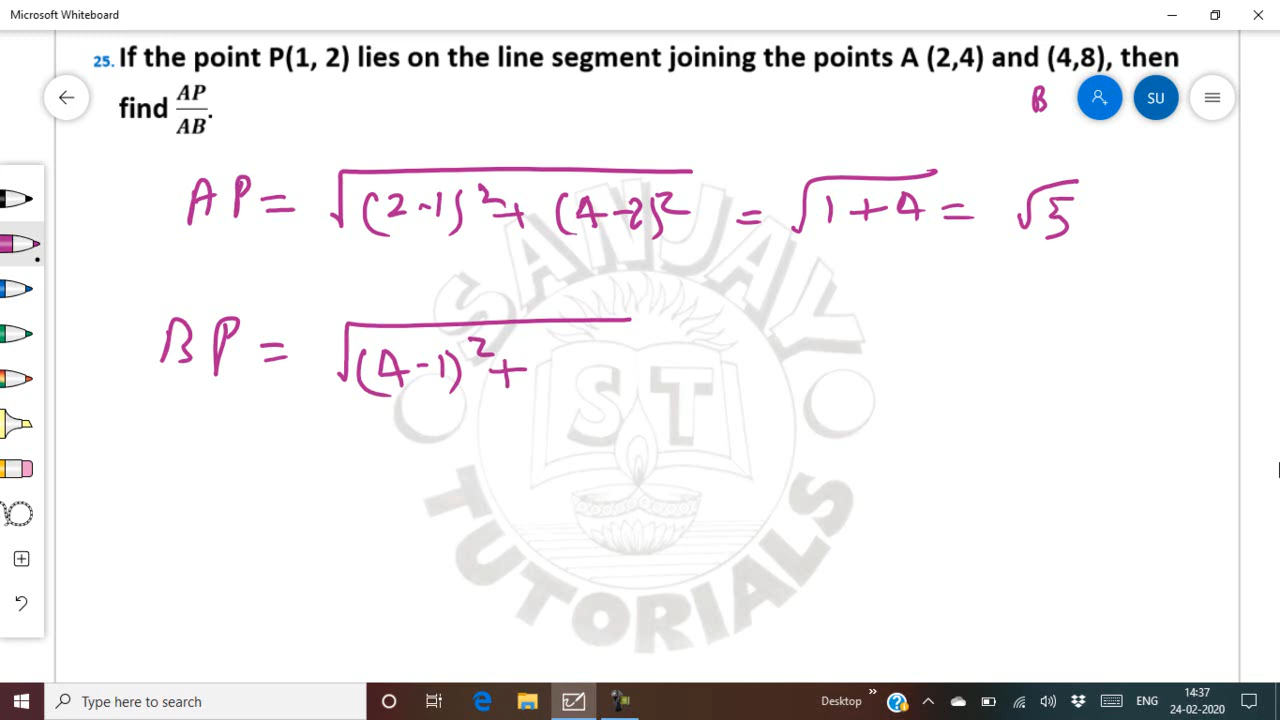 Microsoft Whiteboard
25. If the point P(1, 2) lies on the line segment joining the points A (2,4) and (4,8), then
find AP/AB.
B
SU
AP = √(2-1)² + (4-2)² = √1+4 = √5
BP = √(4-1)² +
SANJAY
ST
TUTORIALS
Type here to search
Desktop
ENG
14:37
24-02-2020